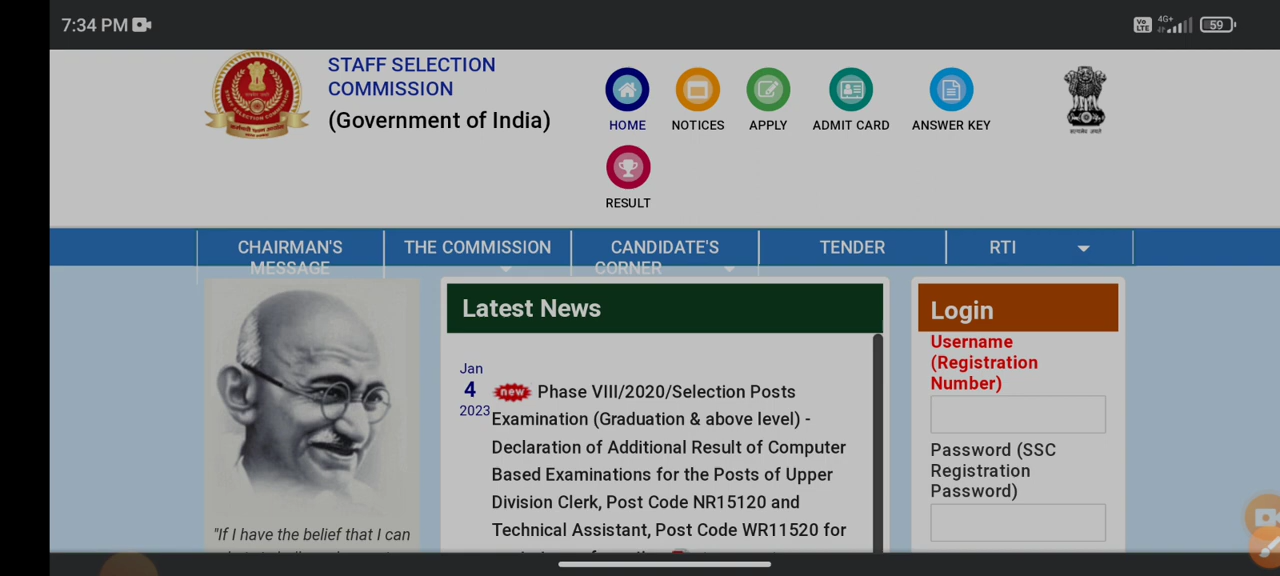 7:34 PM
4G+
Vo
LTE
59
STAFF SELECTION
COMMISSION
(Government of India)
HOME
NOTICES
APPLY
ADMIT CARD
ANSWER KEY
RESULT
CHAIRMAN'S
MESSAGE
THE COMMISSION
CANDIDATE'S
CORNER
TENDER
RTI
"If I have the belief that I can
Latest News
Jan
4
2023
new Phase VIII/2020/Selection Posts
Examination (Graduation & above level) -
Declaration of Additional Result of Computer
Based Examinations for the Posts of Upper
Division Clerk, Post Code NR15120 and
Technical Assistant, Post Code WR11520 for
Login
Username
(Registration
Number)
Password (SSC
Registration
Password)